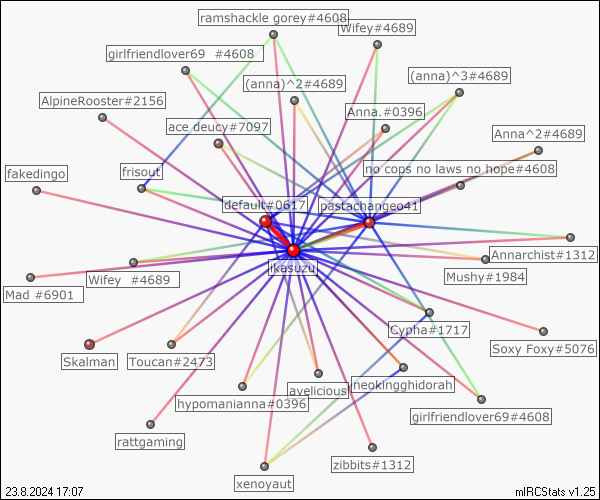 ramshackle gorey#4608
Wifey#4689
girlfriendlover69 #4608
(anna)^2#4689
(anna)^3#4689
AlpineRooster#2156
Anna.#0396
ace deucy#7097
Anna^2#4689
no cops no laws no hope#4608
fakedingo
frisout
default#0617
pastachangeo41
Annarchist#1312
ikasuzu
Mushy#1984
Wifey #4689
Mad #6901
Cypha#1717
Soxy Foxy#5076
Skalman
Toucan#2473
avelicious
neokingghidorah
hypomanianna#0396
girlfriendlover69#4608
rattgaming
zibbits#1312
xenoyaut
23.8.2024 17:07
mIRCStats v1.25